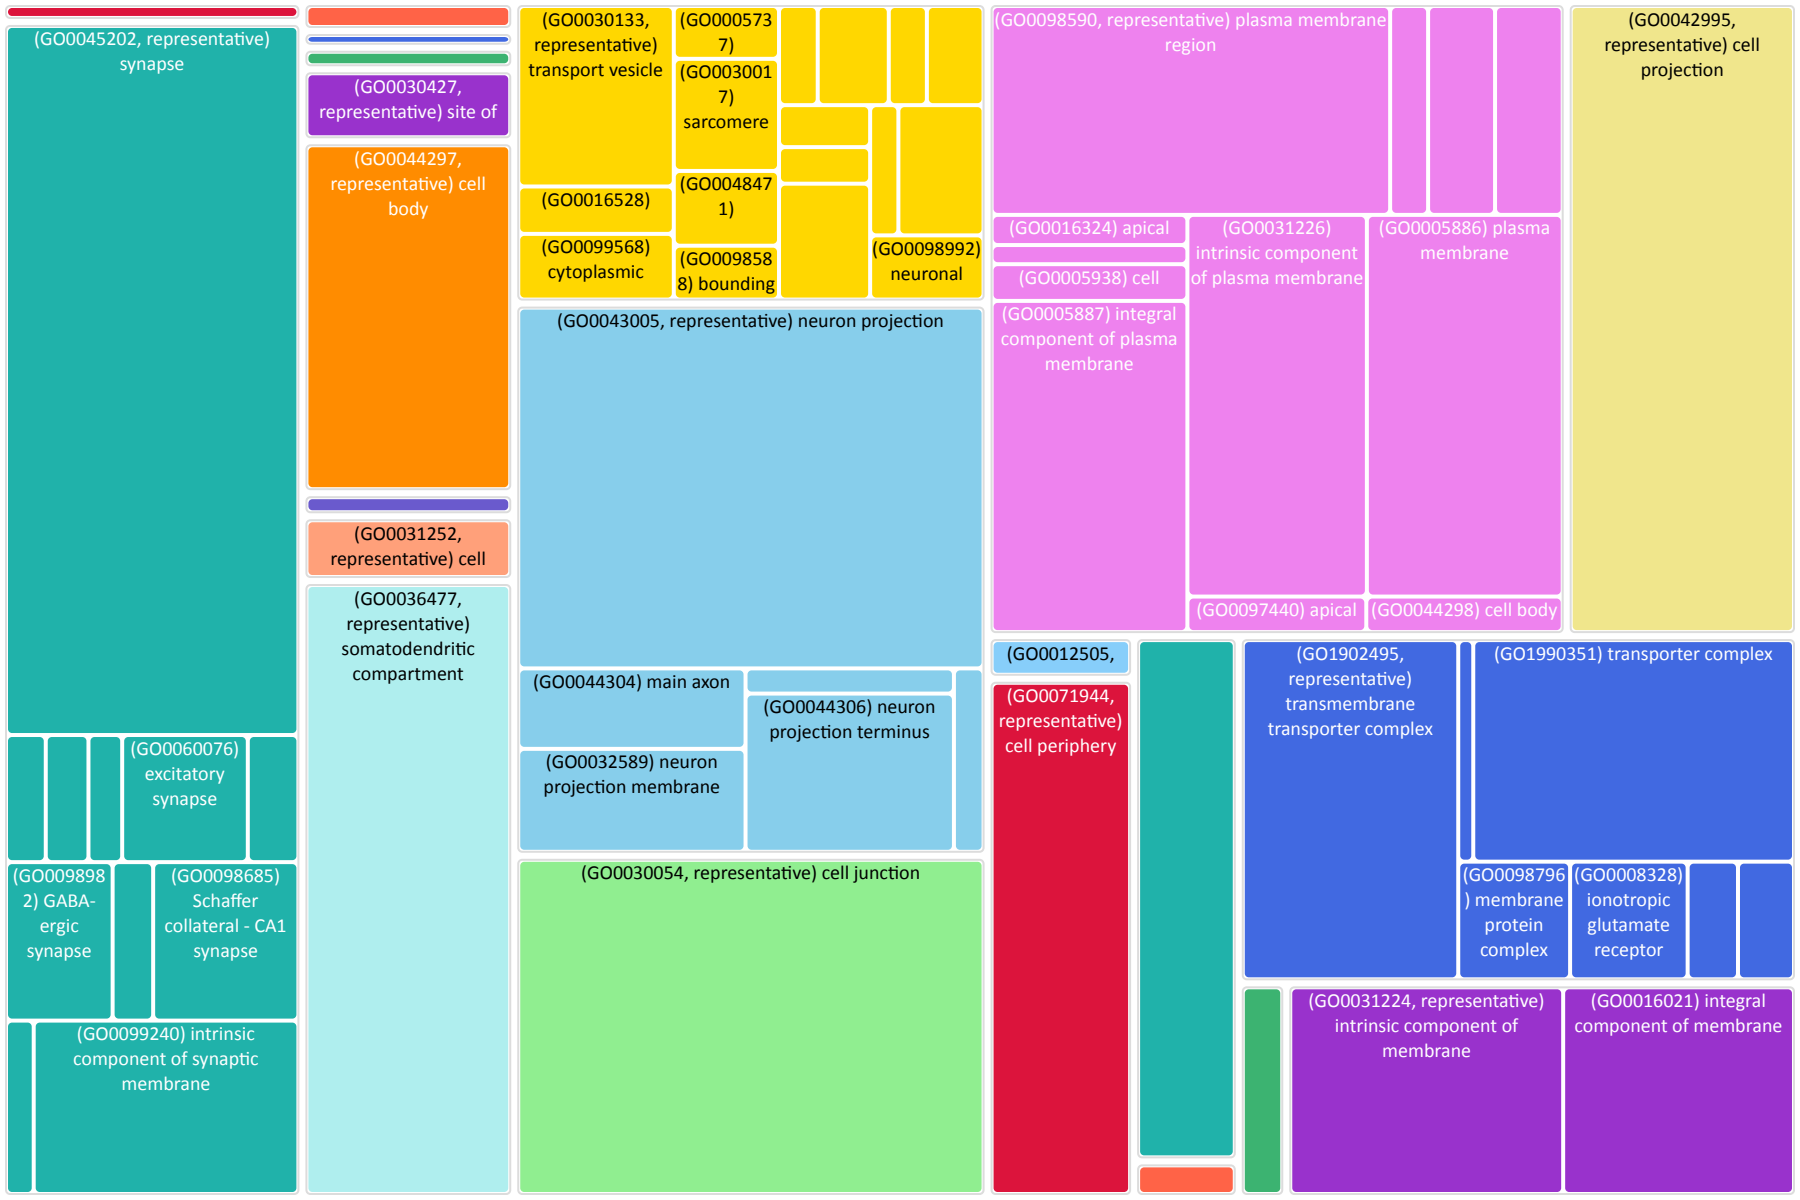 (GO0045202, representative)
synapse
(GO0060076)
excitatory
synapse
(GO009898
2) GABA-
ergic
synapse
(GO0098685)
Schaffer
collateral - CA1
synapse
(GO0099240) intrinsic
component of synaptic
membrane
(GO0030427,
representative) site of
(GO0044297,
representative) cell
body
(GO0031252,
representative) cell
(GO0036477,
representative)
somatodendritic
compartment
(GO0030133,
representative)
transport vesicle
(GO0016528)
(GO0099568)
cytoplasmic
(GO000573
7)
(GO003001
7)
sarcomere
(GO004847
1)
(GO009858
8) bounding
(GO0098992)
neuronal
(GO0043005, representative) neuron projection
(GO0044304) main axon
(GO0032589) neuron
projection membrane
(GO0044306) neuron
projection terminus
(GO0030054, representative) cell junction
(GO0098590, representative) plasma membrane
region
(GO0016324) apical
(GO0005938) cell
(GO0005887) integral
component of plasma
membrane
(GO0031226)
intrinsic component
of plasma membrane
(GO0097440) apical
(GO0005886) plasma
membrane
(GO0044298) cell body
(GO0042995,
representative) cell
projection
(GO0012505,
(GO0071944,
representative)
cell periphery
(GO1902495,
representative)
transmembrane
transporter complex
(GO1990351) transporter complex
(GO0098796
) membrane
protein
complex
(GO0008328)
ionotropic
glutamate
receptor
(GO0031224, representative)
intrinsic component of
membrane
(GO0016021) integral
component of membrane